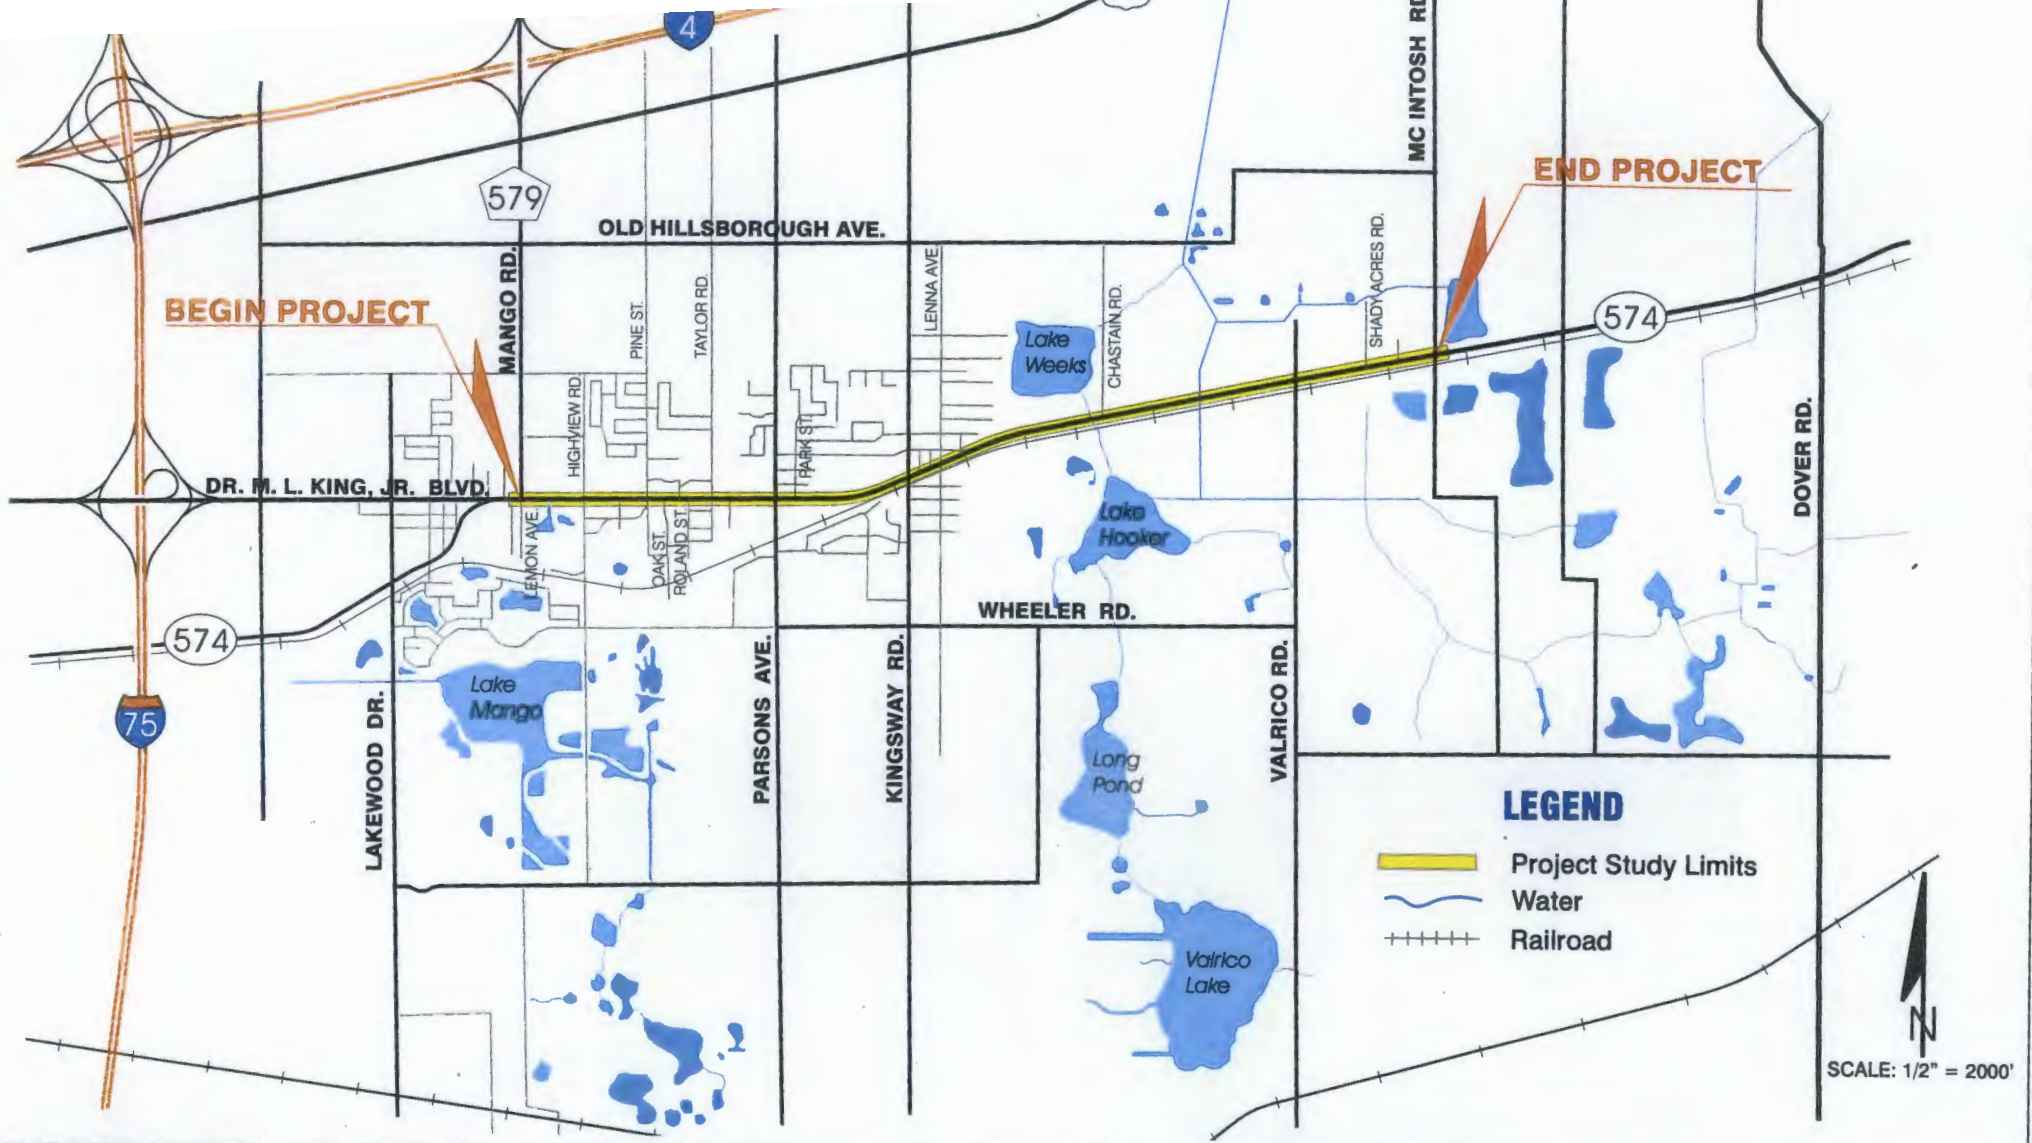 4
MC INTOSH RD
END PROJECT
579
OLD HILLSBOROUGH AVE.
MANGO RD.
BEGIN PROJECT
PINE ST.
TAYLOR RD.
LENNA AVE
CHASTAIN RD.
SHADY ACRES RD.
574
Lake
Weeks
HIGHVIEW RD
PARK ST.
DOVER RD.
DR. M. L. KING, JR. BLVD.
LEMON AVE.
OAK ST.
ROLAND ST.
Lake
Hooker
WHEELER RD.
574
75
Lake
Mango
LAKEWOOD DR.
PARSONS AVE.
KINGSWAY RD.
VALRICO RD.
Long
Pond
LEGEND
Project Study Limits
Water
Railroad
Valrico
Lake
N
SCALE: 1/2" = 2000'